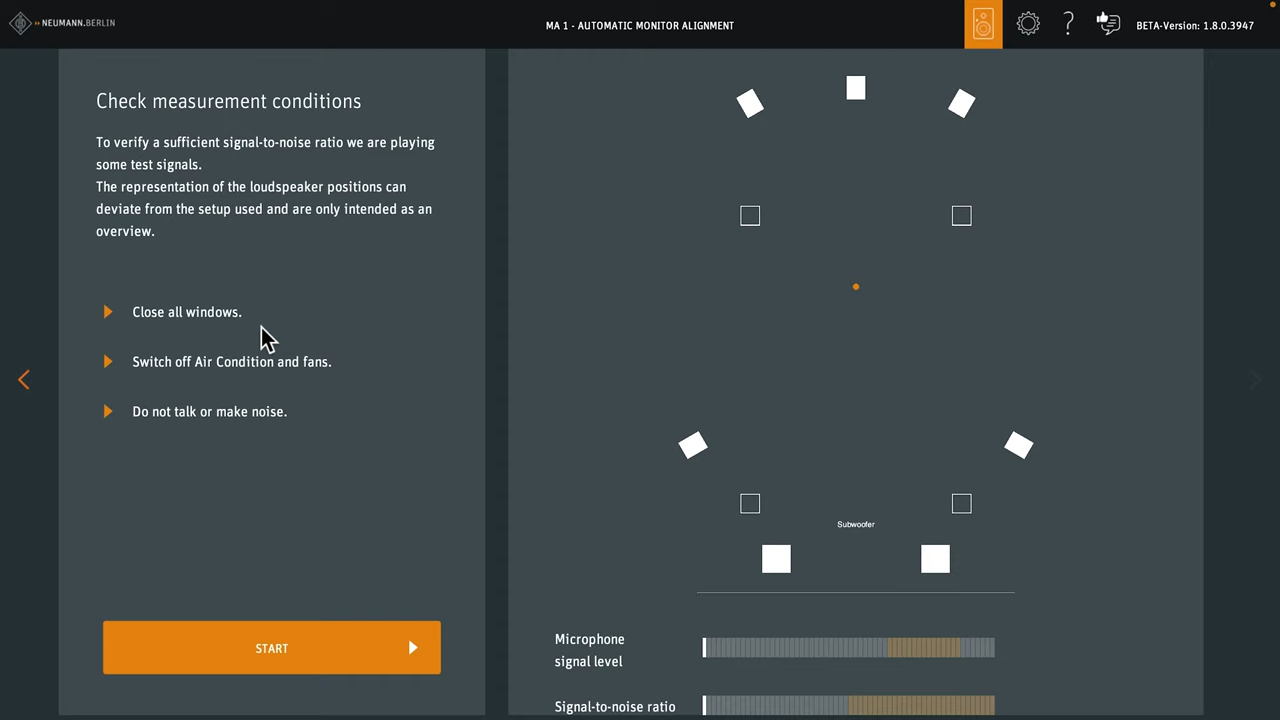 NEUMANN.BERLIN
MA 1 - AUTOMATIC MONITOR ALIGNMENT
BETA-Version: 1.8.0.3947
Check measurement conditions
To verify a sufficient signal-to-noise ratio we are playing
some test signals.
The representation of the loudspeaker positions can
deviate from the setup used and are only intended as an
overview.
Close all windows.
Switch off Air Condition and fans.
Do not talk or make noise.
START
Subwoofer
Microphone
signal level
Signal-to-noise ratio